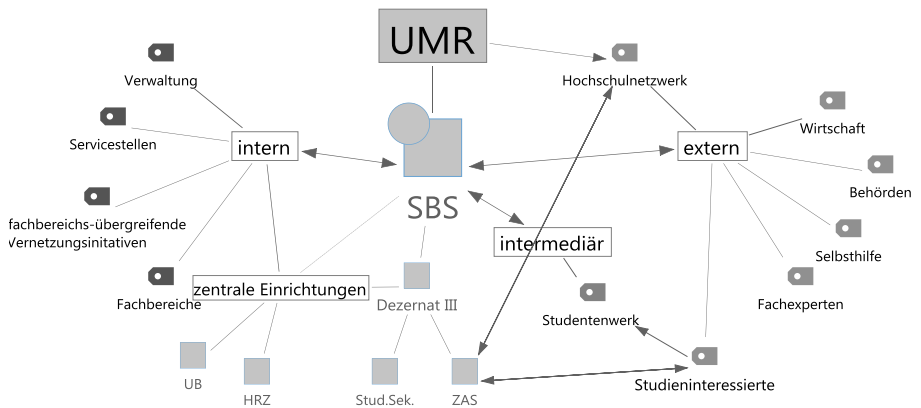 UMR
Verwaltung
Hochschulnetzwerk
Servicestellen
Wirtschaft
intern
extern
SBS
Behörden
fachbereichs-übergreifende
Vernetzungsinitativen
intermediär
Selbsthilfe
Fachbereiche
zentrale Einrichtungen
Dezernat III
Fachexperten
Studentenwerk
UB
HRZ
Stud.Sek.
ZAS
Studieninteressierte